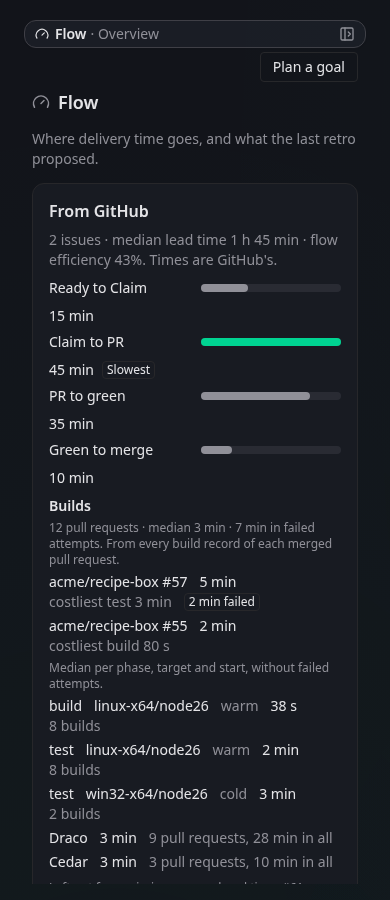 Flow · Overview
Plan a goal
Flow
Where delivery time goes, and what the last retro
proposed.
From GitHub
2 issues · median lead time 1 h 45 min · flow
efficiency 43%. Times are GitHub's.
Ready to Claim
15 min
Claim to PR
45 min Slowest
PR to green
35 min
Green to merge
10 min
Builds
12 pull requests · median 3 min · 7 min in failed
attempts. From every build record of each merged
pull request.
acme/recipe-box #57 5 min
costliest test 3 min 2 min failed
acme/recipe-box #55 2 min
costliest build 80 s
Median per phase, target and start, without failed
attempts.
build linux-x64/node26 warm 38 s
8 builds
test linux-x64/node26 warm 2 min
8 builds
test win32-x64/node26 cold 3 min
2 builds
Draco 3 min 9 pull requests, 28 min in all
Cedar 3 min 3 pull requests, 10 min in all